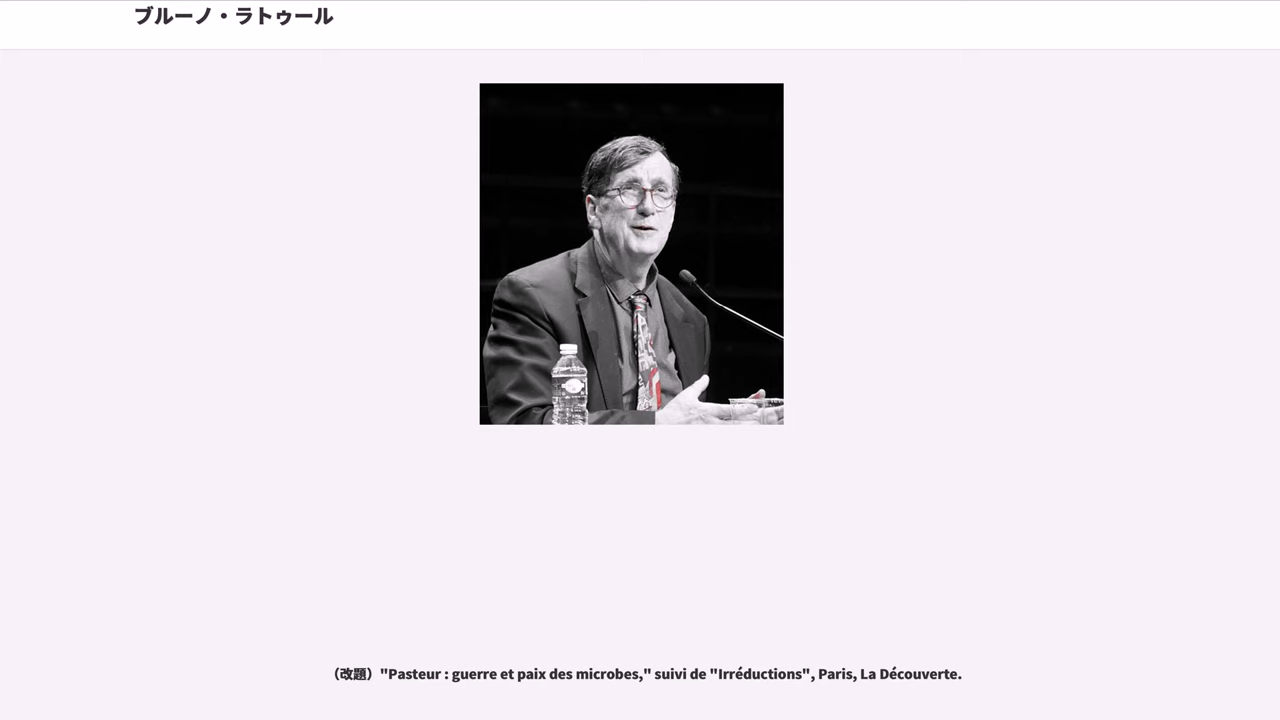 ブルーノ・ラトゥール
（改題）"Pasteur : guerre et paix des microbes," suivi de "Irréductions", Paris, La Découverte.